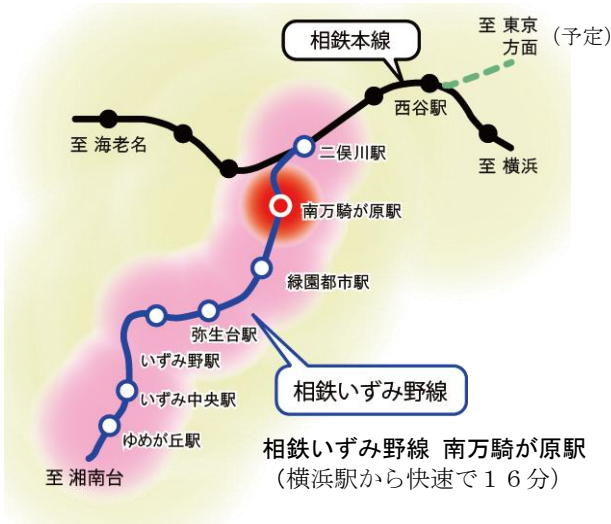 相鉄本線
至 東京
方面
(予定)
西谷駅
至 海老名
二俣川駅
至 横浜
南万騎が原駅
緑園都市駅
弥生台駅
いずみ野駅
相鉄いずみ野線
いずみ中央駅
ゆめが丘駅
至 湘南台
相鉄いずみ野線 南万騎が原駅
（横浜駅から快速で１６分）